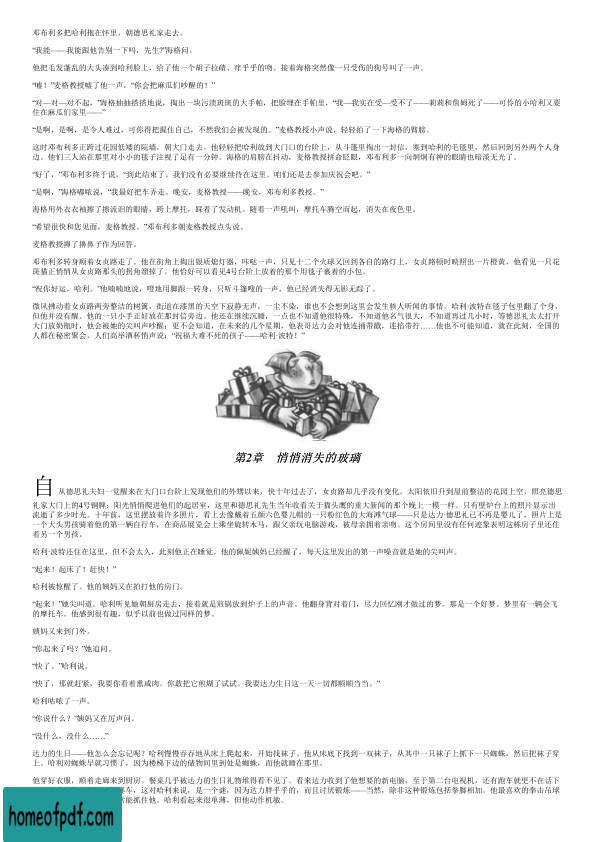 邓布利多把哈利抱在怀里，朝德思礼家走去。
“我能——我能跟他告别一下吗，先生?”海格问。
他把毛发蓬乱的大头凑到哈利脸上，给了他一个胡子拉碴、痒乎乎的吻。接着海格突然像一只受伤的狗号叫了一声。
“嘘！”麦格教授嘘了他一声，“你会把麻瓜们吵醒的！”
“对—对—对不起，”海格抽抽搭搭地说，掏出一块污渍斑斑的大手帕，把脸埋在手帕里，“我—我实在受—受不了——莉莉和詹姆死了——可怜的小哈利又要
住在麻瓜们家里——”
“是啊，是啊，是令人难过，可你得把握住自己，不然我们会被发现的。”麦格教授小声说，轻轻拍了一下海格的臂膀。
这时邓布利多正跨过花园低矮的院墙，朝大门走去。他轻轻把哈利放到大门口的台阶上，从斗篷里掏出一封信，塞到哈利的毛毯里，然后回到另外两个人身
边。他们三人站在那里对小小的毯子注视了足有一分钟。海格的肩膀在抖动，麦格教授拼命眨眼，邓布利多一向炯炯有神的眼睛也暗淡无光了。
“好了，”邓布利多终于说，“到此结束了。我们没有必要继续待在这里。咱们还是去参加庆祝会吧。”
“是啊，”海格嘟哝说，“我最好把车弄走。晚安，麦格教授——晚安，邓布利多教授。”
海格用外衣衣袖擦了擦流泪的眼睛，跨上摩托，踩着了发动机。随着一声吼叫，摩托车腾空而起，消失在夜色里。
“希望很快和您见面，麦格教授。”邓布利多朝麦格教授点头说。
麦格教授擤了擤鼻子作为回答。
邓布利多转身顺着女贞路走了。他在街角上掏出银质熄灯器，咔哒一声，只见十二个火球又回到各自的路灯上，女贞路顿时映照出一片橙黄，他看见一只花
斑猫正悄悄从女贞路那头的拐角溜掉了。他恰好可以看见4号台阶上放着的那个用毯子裹着的小包。
“祝你好运，哈利。”他喃喃地说，噔地用脚跟一转身，只听斗篷嗖的一声，他已经消失得无影无踪了。
微风拂动着女贞路两旁整洁的树篱，街道在漆黑的天空下寂静无声，一尘不染，谁也不会想到这里会发生骇人听闻的事情。哈利·波特在毯子包里翻了个身，
但他并没有醒。他的一只小手正好放在那封信旁边。他还在继续沉睡，一点也不知道他很特殊，不知道他名气很大，不知道再过几小时，等德思礼太太打开
大门放奶瓶时，他会被她的尖叫声吵醒；更不会知道，在未来的几个星期，他表哥达力会对他连捅带戳，连掐带拧……他也不可能知道，就在此刻，全国的
人都在秘密聚会，人们高举酒杯悄声说：“祝福大难不死的孩子——哈利·波特！”
第2章 悄悄消失的玻璃
自 从德思礼夫妇一觉醒来在大门口台阶上发现他们的外甥以来，快十年过去了，女贞路却几乎没有变化。太阳依旧升到屋前整洁的花园上空，照亮德思
礼家大门上的4号铜牌；阳光悄悄爬进他们的起居室，这里和德思礼先生当年收看关于猫头鹰的重大新闻的那个晚上一模一样。只有壁炉台上的照片显示出
流逝了多少时光。十年前，这里摆放着许多照片，看上去像戴着五颜六色婴儿帽的一只粉红色的大海滩气球——只是达力·德思礼已不再是婴儿了，照片上是
一个大头男孩骑着他的第一辆自行车，在商品展览会上乘坐旋转木马，跟父亲玩电脑游戏，被母亲拥着亲吻。这个房间里没有任何迹象表明这栋房子里还住
着另一个男孩。
哈利·波特还住在这里，但不会太久，此刻他正在睡觉。他的佩妮姨妈已经醒了，每天这里发出的第一声噪音就是她的尖叫声。
“起来！起床了！赶快！”
哈利被惊醒了。他的姨妈又在拍打他的房门。
“起来！”她尖叫道。哈利听见她朝厨房走去，接着就是煎锅放到炉子上的声音。他翻身背对着门，尽力回忆刚才做过的梦。那是一个好梦。梦里有一辆会飞
的摩托车。他感到很有趣，似乎以前也做过同样的梦。
姨妈又来到门外。
“你起来了吗？”她追问。
“快了。”哈利说。
“快了，那就赶紧，我要你看着熏咸肉。你敢把它煎煳了试试。我要达力生日这一天一切都顺顺当当。”
哈利咕哝了一声。
“你说什么？”姨妈又在厉声问。
“没什么，没什么……”
达力的生日——他怎么会忘记呢？哈利慢慢吞吞地从床上爬起来，开始找袜子。他从床底下找到一双袜子，从其中一只袜子上抓下一只蜘蛛，然后把袜子穿
上。哈利对蜘蛛早就习惯了，因为楼梯下边的储物间里到处是蜘蛛，而他就睡在那里。
他穿好衣服，顺着走廊来到厨房。餐桌几乎被达力的生日礼物堆得看不见了。看来达力收到了他想要的新电脑，至于第二台电视机，还有跑车就更不在话下
车，这对哈利来说，是一个谜，因为达力胖乎乎的，而且讨厌锻炼——当然，除非这种锻炼包括拳脚相加。他最喜欢的拳击吊球
能抓住他。哈利看起来很单薄，但他动作机敏。
homeofpdf.com